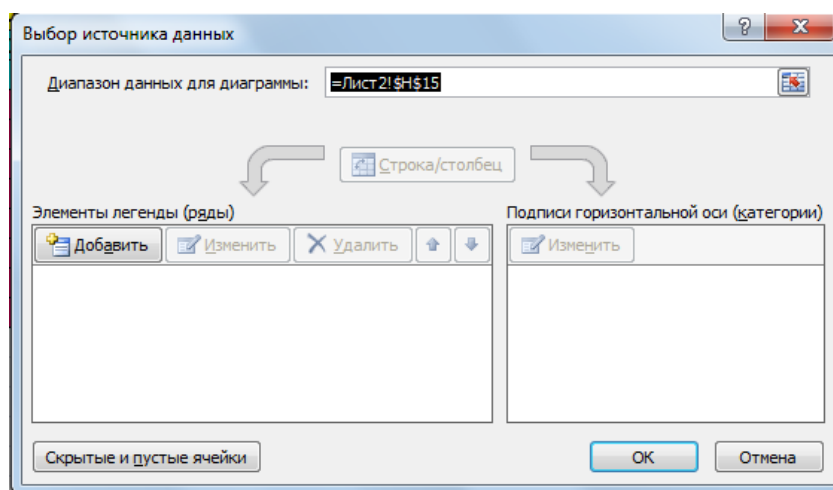 Выбор источника данных
Диапазон данных для диаграммы: =Лист2!$H$15
Строка/столбец
Элементы легенды (ряды)
Добавить Изменить Удалить
Подписи горизонтальной оси (категории)
Изменить
Скрытые и пустые ячейки
ОК Отмена